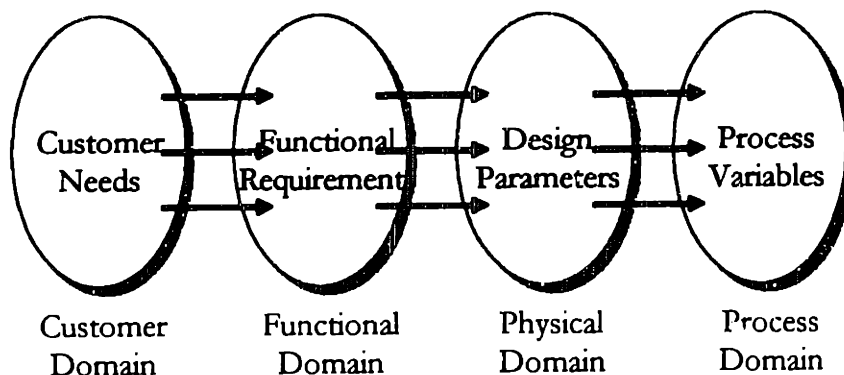 Customer
Needs
Functional
Requirement
Design
Parameters
Process
Variables
Customer
Domain
Functional
Domain
Physical
Domain
Process
Domain